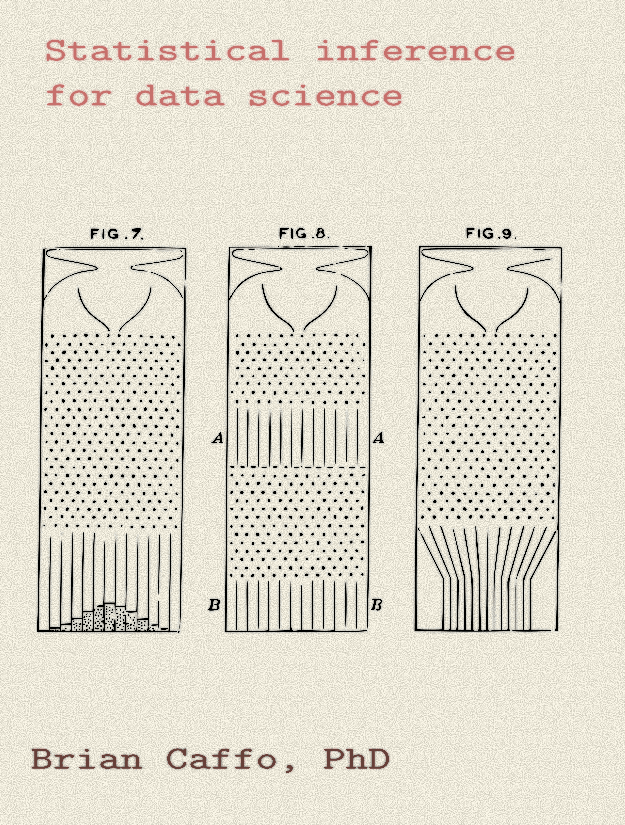 Statistical inference
for data science
FIG.7. FIG.8. FIG.9.
A A
B B
Brian Caffo, PhD